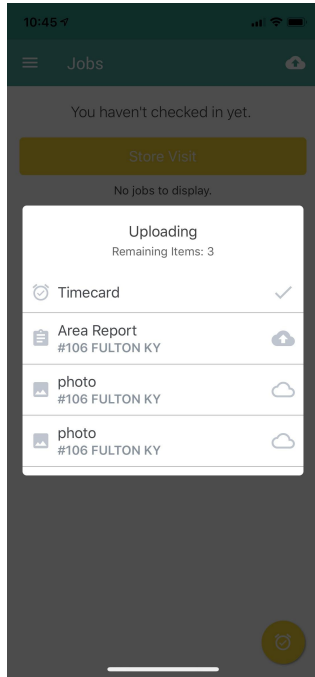 10:45
Jobs
You haven't checked in yet.
Store Visit
No jobs to display.
Uploading
Remaining Items: 3
Timecard
Area Report
#106 FULTON KY
photo
#106 FULTON KY
photo
#106 FULTON KY